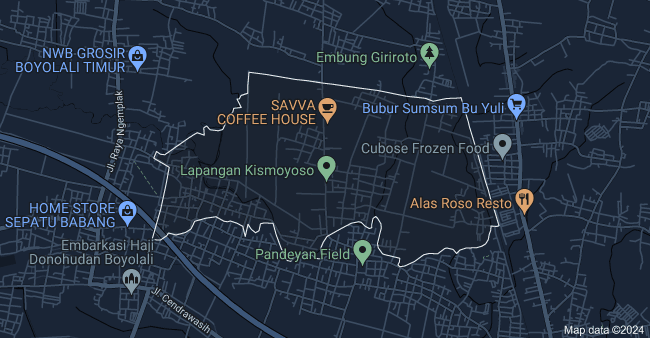 NWB GROSIR
BOYOLALI TIMUR
Embung Giriroto
SAVVA
COFFEE HOUSE
Bubur Sumsum Bu Yuli
Jl. Raya Ngemplak
Cubose Frozen Food
Lapangan Kismoyoso
Alas Roso Resto
HOME STORE
SEPATU BABANG
Embarkasi Haji
Donohudan Boyolali
Pandeyan Field
Jl. Cendrawasih
Map data ©2024